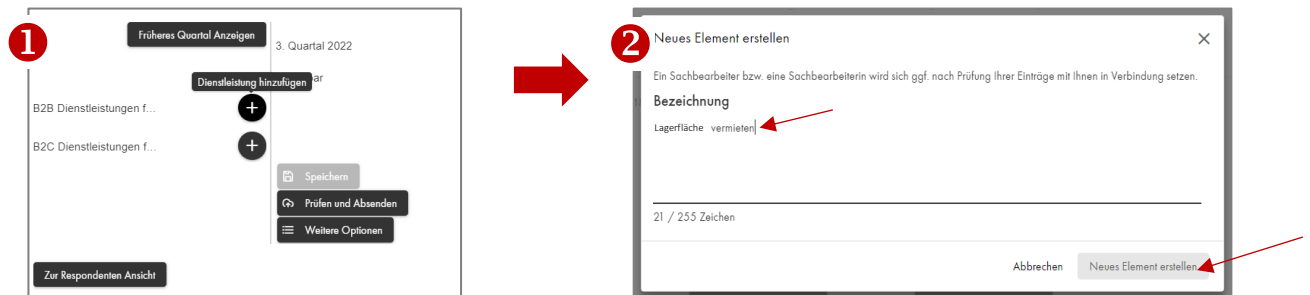 1
Früheres Quartal Anzeigen
3. Quartal 2022
Dienstleistung hinzufügen
B2B Dienstleistungen f...
B2C Dienstleistungen f...
Speichern
Prüfen und Absenden
Weitere Optionen
Zur Respondenten Ansicht
2
Neues Element erstellen
Ein Sachbearbeiter bzw. eine Sachbearbeiterin wird sich ggf. nach Prüfung Ihrer Einträge mit Ihnen in Verbindung setzen.
Bezeichnung
Lagerfläche vermieten
21 / 255 Zeichen
Abbrechen
Neues Element erstellen